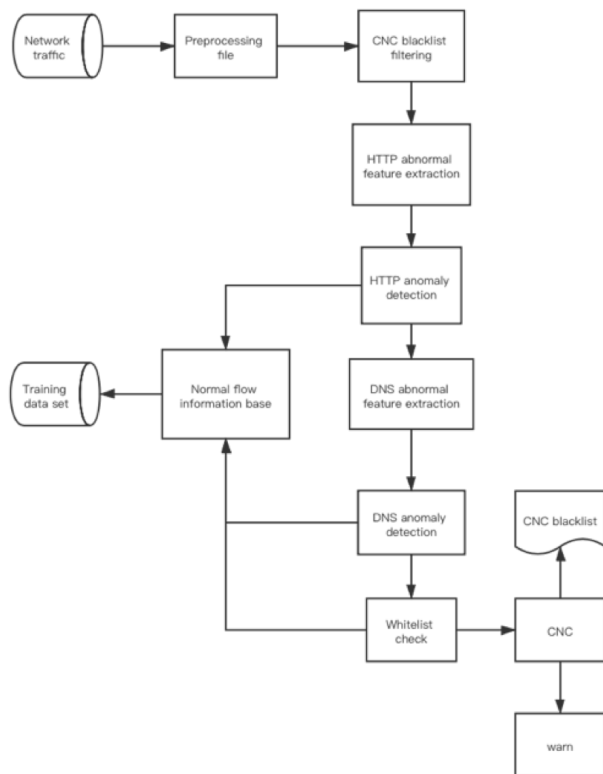 Network
traffic
Preprocessing
file
CNC blacklist
filtering
HTTP abnormal
feature extraction
HTTP anomaly
detection
Training
data set
Normal flow
information base
DNS abnormal
feature extraction
DNS anomaly
detection
CNC blacklist
Whitelist
check
CNC
warn